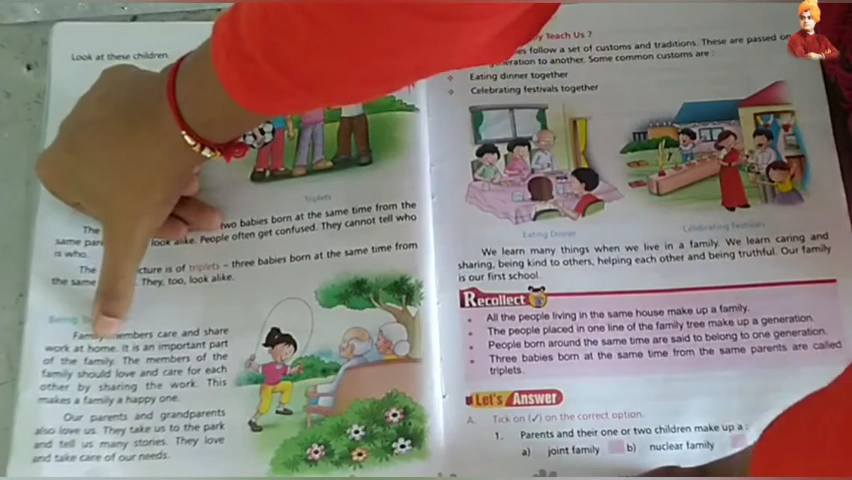 Look at these children.
Triplets
The two babies born at the same time from the
same look alike. People often get confused. They cannot tell who
is who.
The picture is of triplets – three babies born at the same time from
the same They, too, look alike.
Being
Family members care and share
work at home. It is an important part
of the family. The members of the
family should love and care for each
other by sharing the work. This
makes a family a happy one.
Our parents and grandparents
also love us. They take us to the park
and tell us many stories. They love
and take care of our needs.
Teach Us ?
follow a set of customs and traditions. These are passed on
to another. Some common customs are :
❖ Eating dinner together
❖ Celebrating festivals together
Eating Dinner
Celebrating Festivals
We learn many things when we live in a family. We learn caring and
sharing, being kind to others, helping each other and being truthful. Our family
is our first school.
Recollect
• All the people living in the same house make up a family.
• The people placed in one line of the family tree make up a generation.
• People born around the same time are said to belong to one generation.
• Three babies born at the same time from the same parents are called
triplets.
Let's Answer
A. Tick on (✓) on the correct option.
1. Parents and their one or two children make up a :
a) joint family b) nuclear family